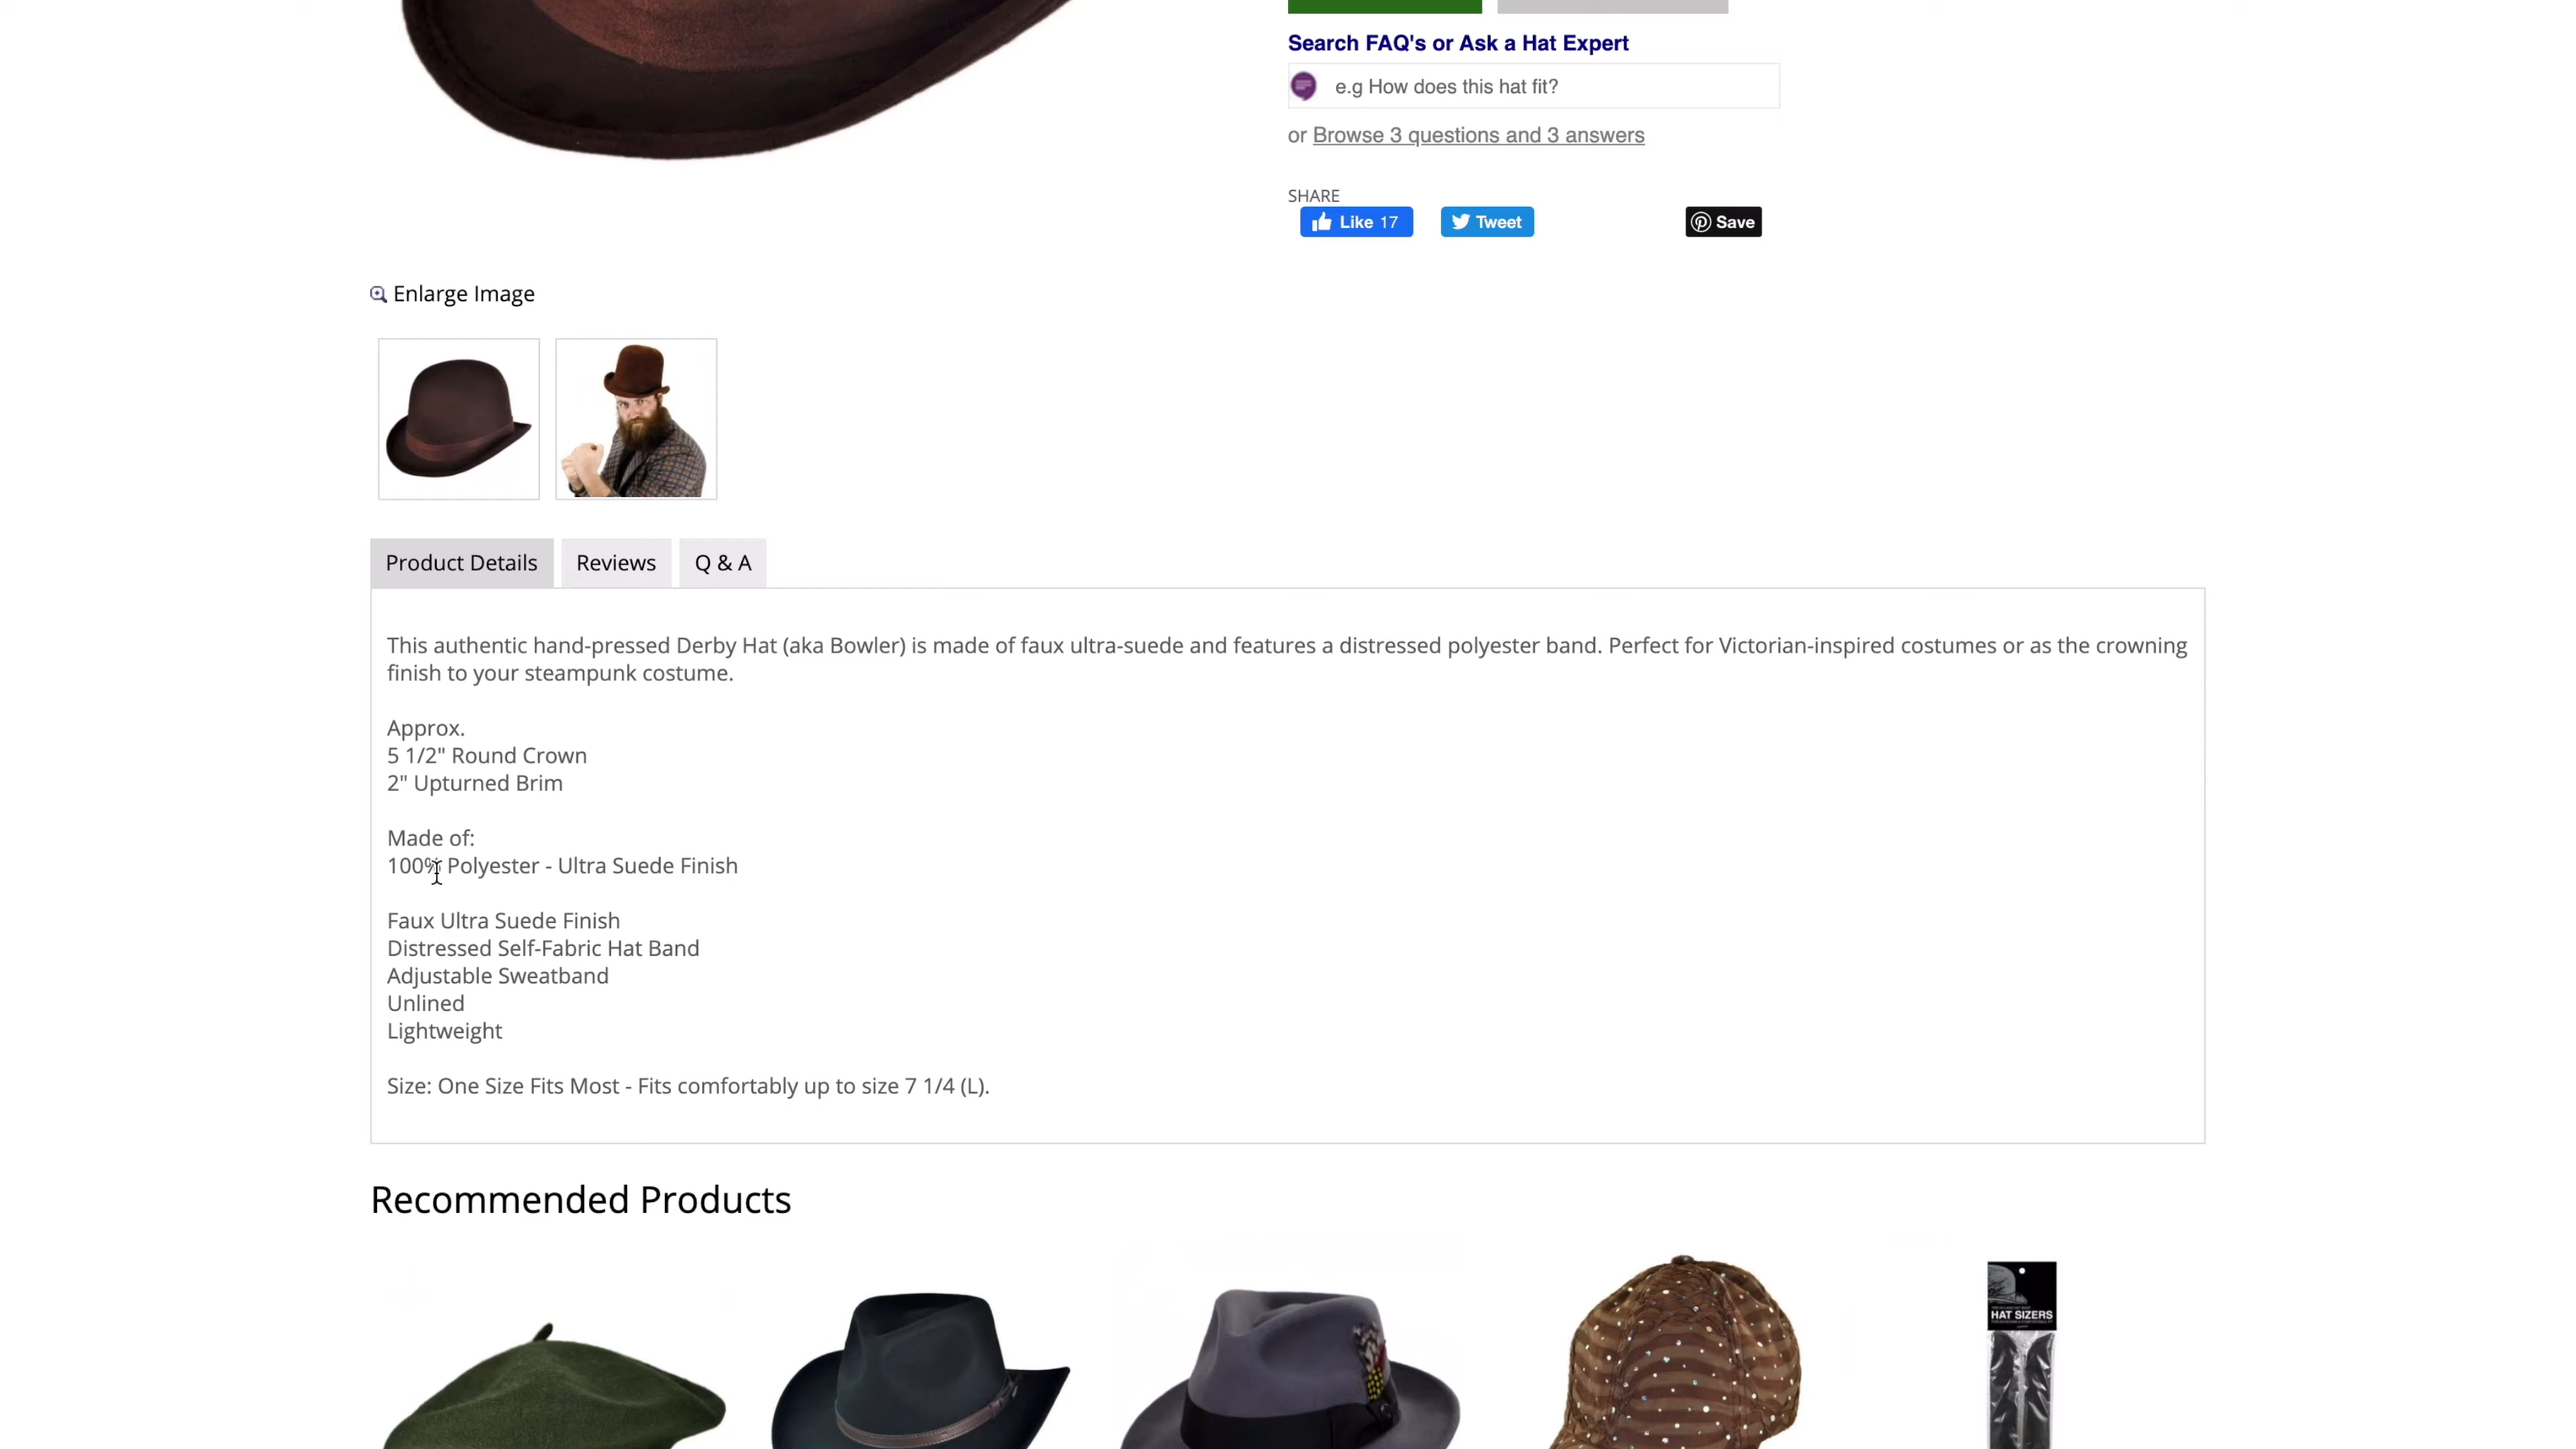 Search FAQ's or Ask a Hat Expert
e.g How does this hat fit?
or Browse 3 questions and 3 answers
SHARE
Like 17
Tweet
Save
Enlarge Image
Product Details
Reviews
Q & A
This authentic hand-pressed Derby Hat (aka Bowler) is made of faux ultra-suede and features a distressed polyester band. Perfect for Victorian-inspired costumes or as the crowning
finish to your steampunk costume.
Approx.
5 1/2" Round Crown
2" Upturned Brim
Made of:
100% Polyester - Ultra Suede Finish
Faux Ultra Suede Finish
Distressed Self-Fabric Hat Band
Adjustable Sweatband
Unlined
Lightweight
Size: One Size Fits Most - Fits comfortably up to size 7 1/4 (L).
Recommended Products
HAT SIZERS